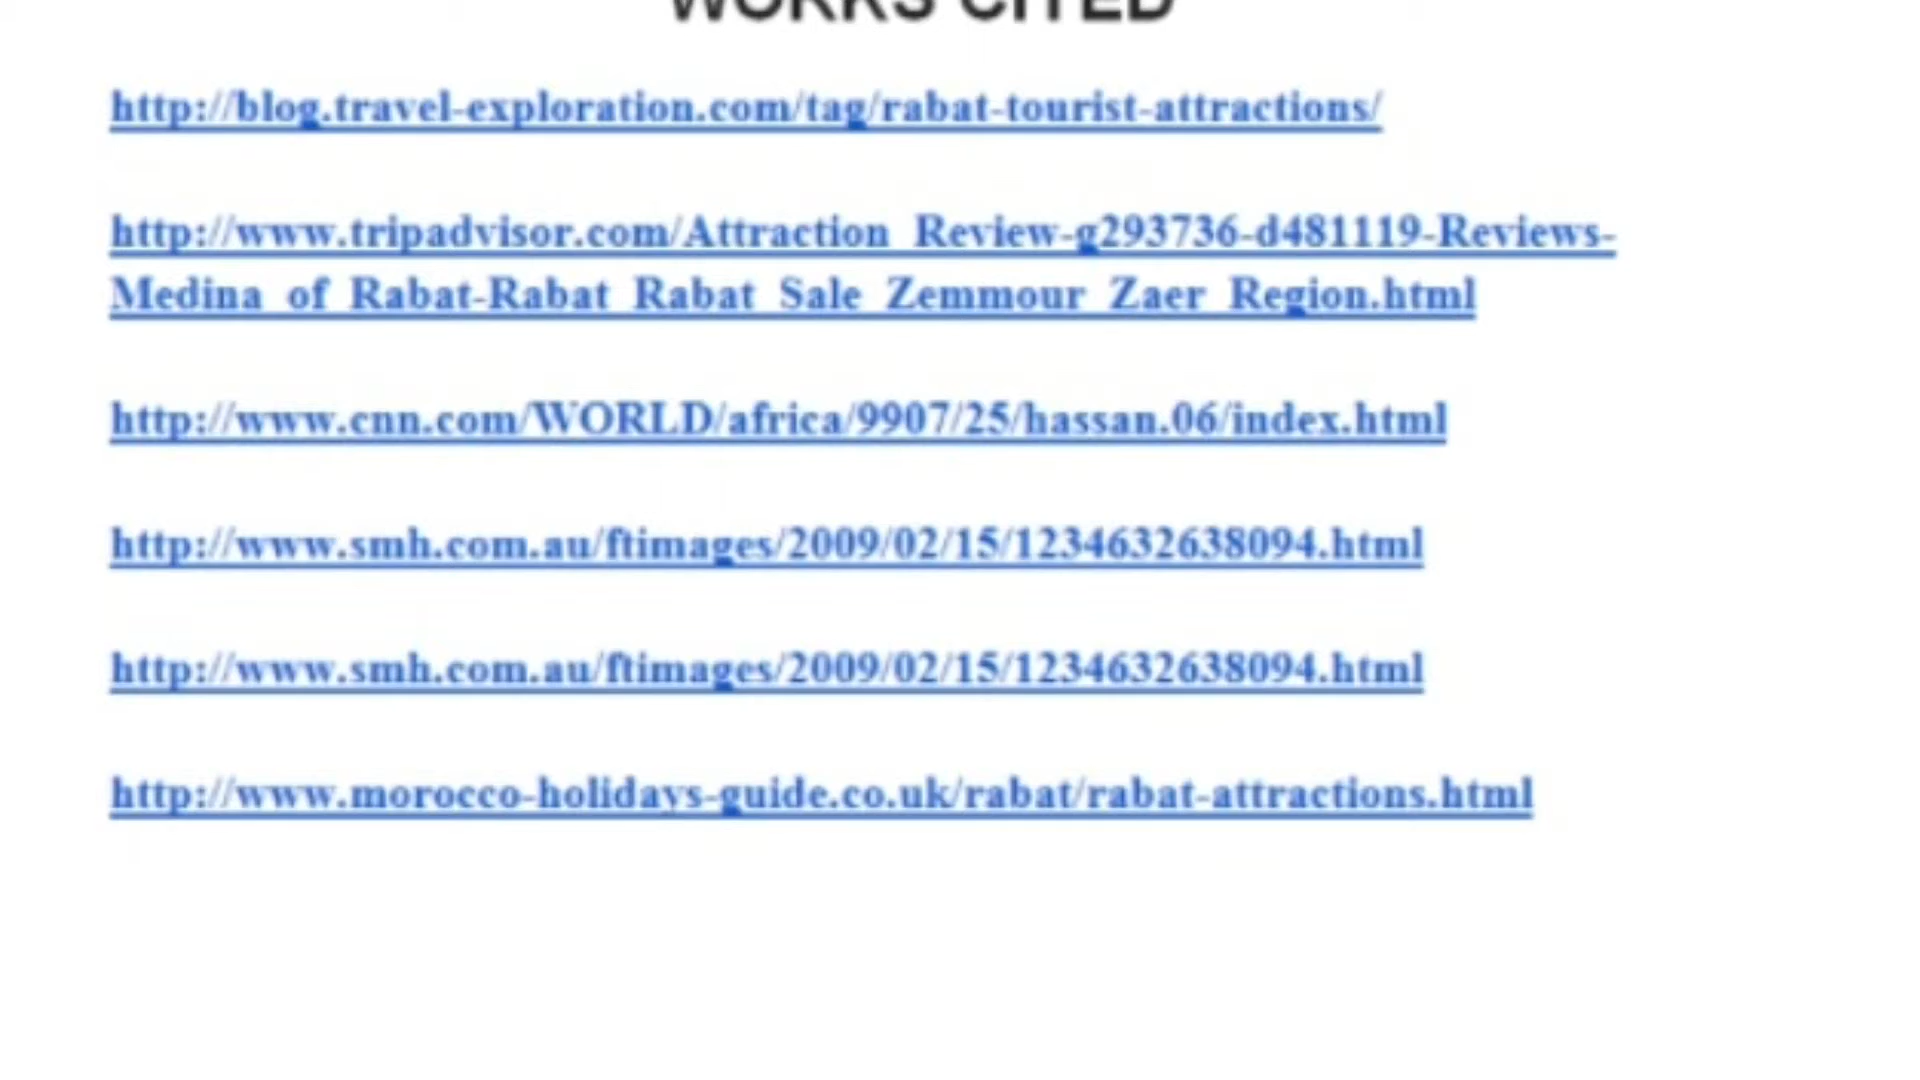 WORKS CITED
http://blog.travel-exploration.com/tag/rabat-tourist-attractions/
http://www.tripadvisor.com/Attraction_Review-g293736-d481119-Reviews-
Medina_of_Rabat-Rabat_Rabat_Sale_Zemmour_Zaer_Region.html
http://www.cnn.com/WORLD/africa/9907/25/hassan.06/index.html
http://www.smh.com.au/ftimages/2009/02/15/1234632638094.html
http://www.smh.com.au/ftimages/2009/02/15/1234632638094.html
http://www.morocco-holidays-guide.co.uk/rabat/rabat-attractions.html